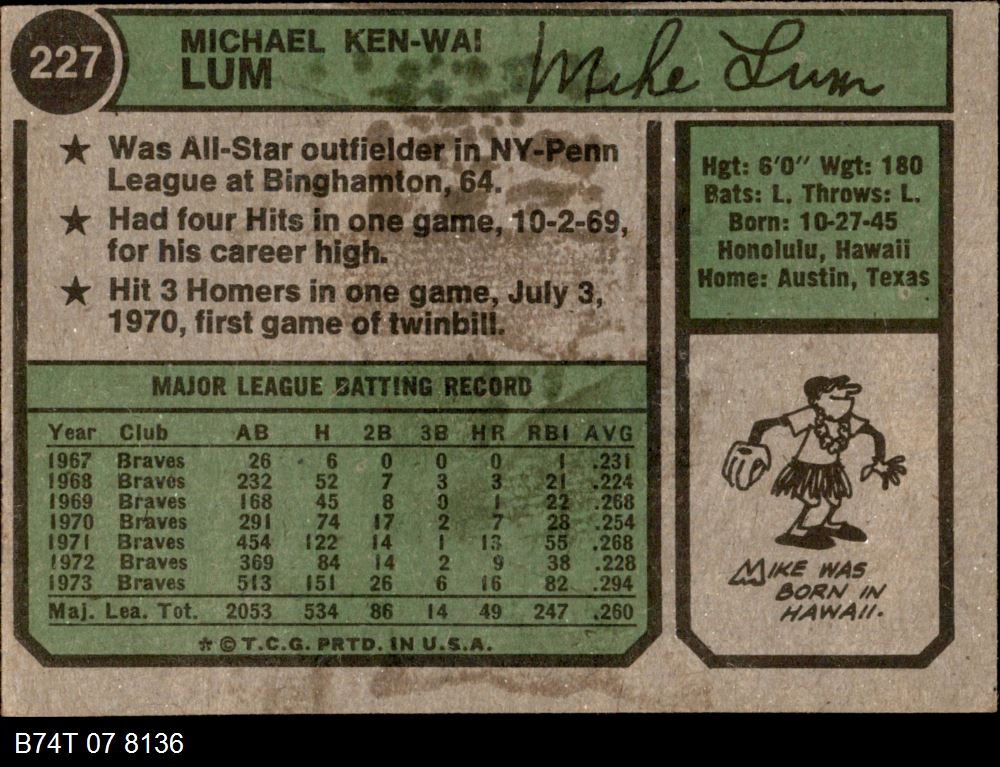 227
MICHAEL KEN-WAI
LUM
Mike Lum
★ Was All-Star outfielder in NY-Penn
League at Binghamton, 64.
★ Had four Hits in one game, 10-2-69,
for his career high.
★ Hit 3 Homers in one game, July 3,
1970, first game of twinbill.
Hgt: 6'0" Wgt: 180
Bats: L. Throws: L.
Born: 10-27-45
Honolulu, Hawaii
Home: Austin, Texas
MAJOR LEAGUE BATTING RECORD
Year Club AB H 2B 3B HR RBI AVG
1967 Braves 26 6 0 0 0 1 .231
1968 Braves 232 52 7 3 3 21 .224
1969 Braves 168 45 8 0 1 22 .268
1970 Braves 291 74 17 2 7 28 .254
1971 Braves 454 122 14 1 13 55 .268
1972 Braves 369 84 14 2 9 38 .228
1973 Braves 513 151 26 6 16 82 .294
Maj. Lea. Tot. 2053 534 86 14 49 247 .260
* © T.C.G. PRTD. IN U.S.A.
MIKE WAS
BORN IN
HAWAII.
B74T 07 8136